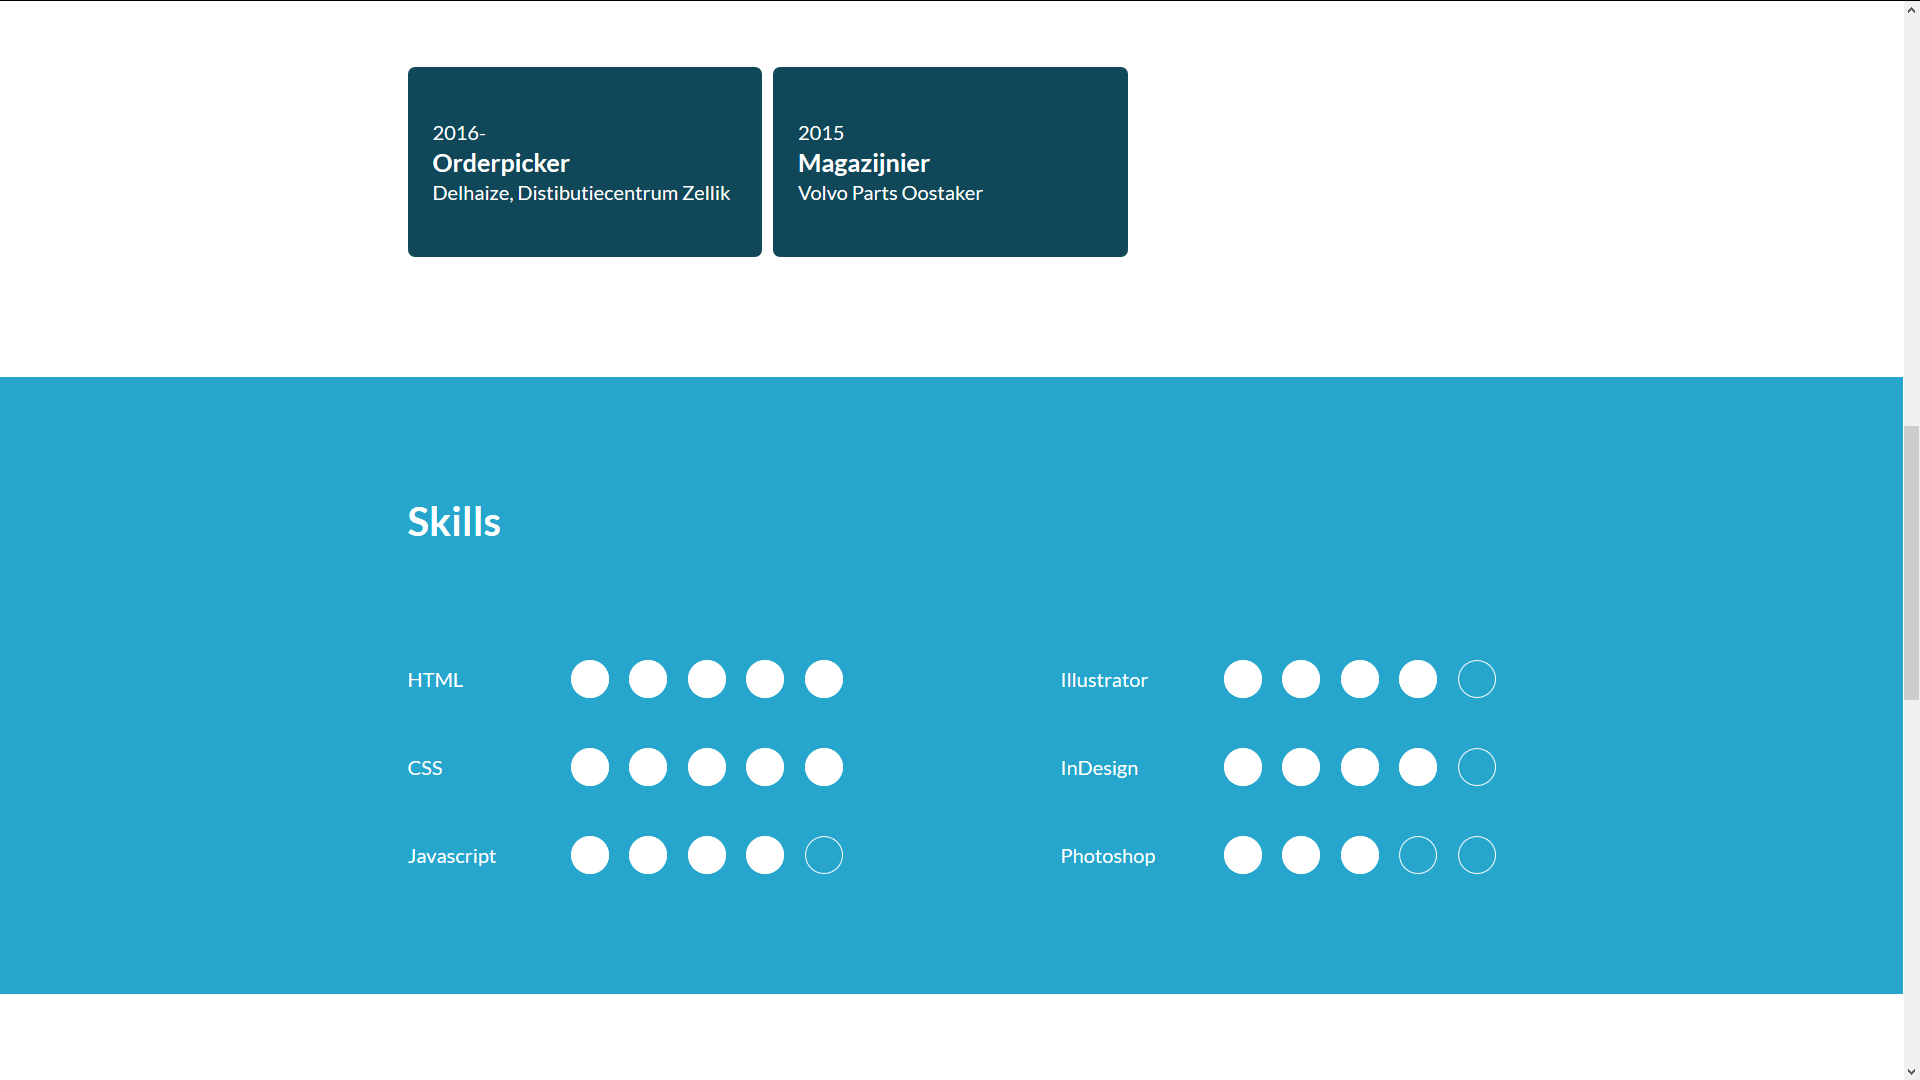 2016-
Orderpicker
Delhaize, Distibutiecentrum Zellik
2015
Magazijnier
Volvo Parts Oostaker
Skills
HTML
CSS
Javascript
Illustrator
InDesign
Photoshop